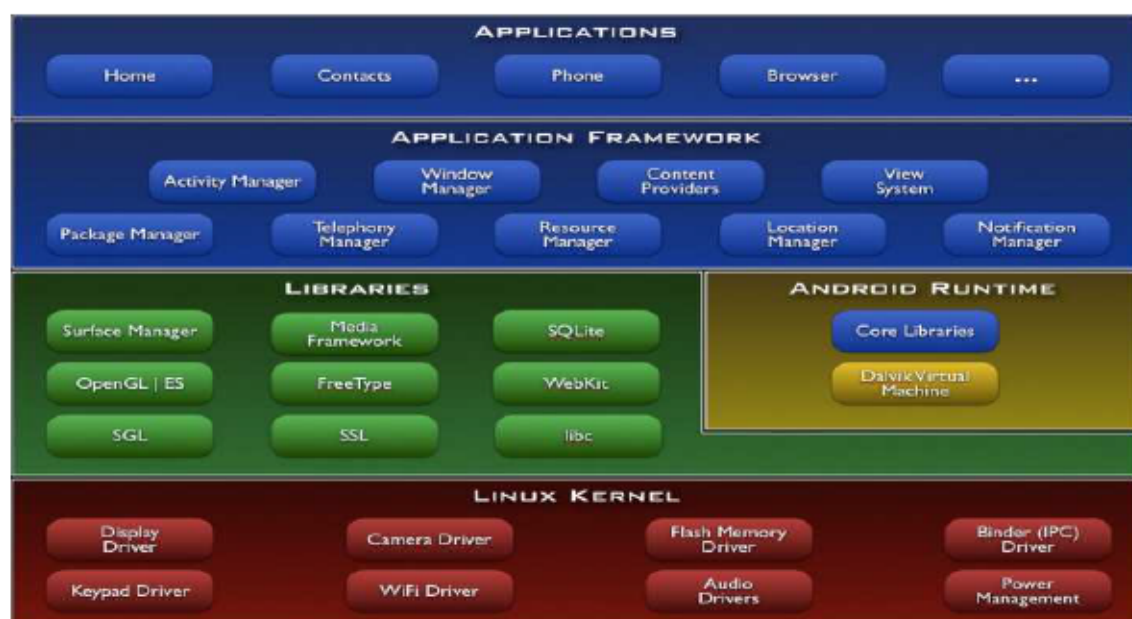 APPLICATIONS
Home
Contacts
Phone
Browser
...
APPLICATION FRAMEWORK
Activity Manager
Window
Manager
Content
Providers
View
System
Package Manager
Telephony
Manager
Resource
Manager
Location
Manager
Notification
Manager
LIBRARIES
Surface Manager
Media
Framework
SQLite
OpenGL | ES
FreeType
WebKit
SGL
SSL
libc
ANDROID RUNTIME
Core Libraries
Dalvik Virtual
Machine
LINUX KERNEL
Display
Driver
Camera Driver
Flash Memory
Driver
Binder (IPC)
Driver
Keypad Driver
WiFi Driver
Audio
Drivers
Power
Management